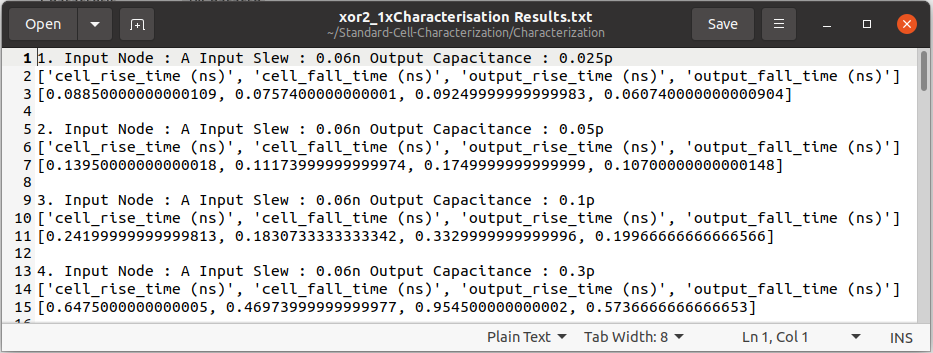 Open
xor2_1xCharacterisation Results.txt
~/Standard-Cell-Characterization/Characterization
Save
1 1. Input Node : A Input Slew : 0.06n Output Capacitance : 0.025p
2 ['cell_rise_time (ns)', 'cell_fall_time (ns)', 'output_rise_time (ns)', 'output_fall_time (ns)']
3 [0.08850000000000109, 0.0757400000000001, 0.09249999999999983, 0.060740000000000904]
4
5 2. Input Node : A Input Slew : 0.06n Output Capacitance : 0.05p
6 ['cell_rise_time (ns)', 'cell_fall_time (ns)', 'output_rise_time (ns)', 'output_fall_time (ns)']
7 [0.13950000000000018, 0.11173999999999974, 0.1749999999999999, 0.10700000000000148]
8
9 3. Input Node : A Input Slew : 0.06n Output Capacitance : 0.1p
10 ['cell_rise_time (ns)', 'cell_fall_time (ns)', 'output_rise_time (ns)', 'output_fall_time (ns)']
11 [0.24199999999999813, 0.1830733333333342, 0.3329999999999996, 0.19966666666666566]
12
13 4. Input Node : A Input Slew : 0.06n Output Capacitance : 0.3p
14 ['cell_rise_time (ns)', 'cell_fall_time (ns)', 'output_rise_time (ns)', 'output_fall_time (ns)']
15 [0.6475000000000005, 0.46973999999999977, 0.954500000000002, 0.5736666666666653]
Plain Text Tab Width: 8 Ln 1, Col 1 INS